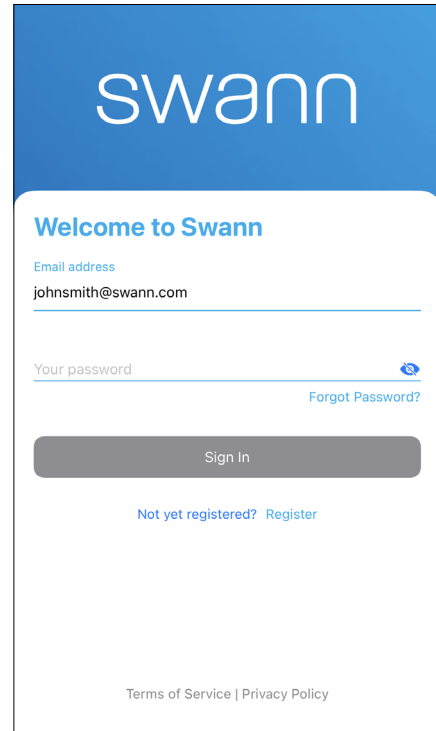 swann
Welcome to Swann
Email address
johnsmith@swann.com
Your password
Forgot Password?
Sign In
Not yet registered? Register
Terms of Service | Privacy Policy